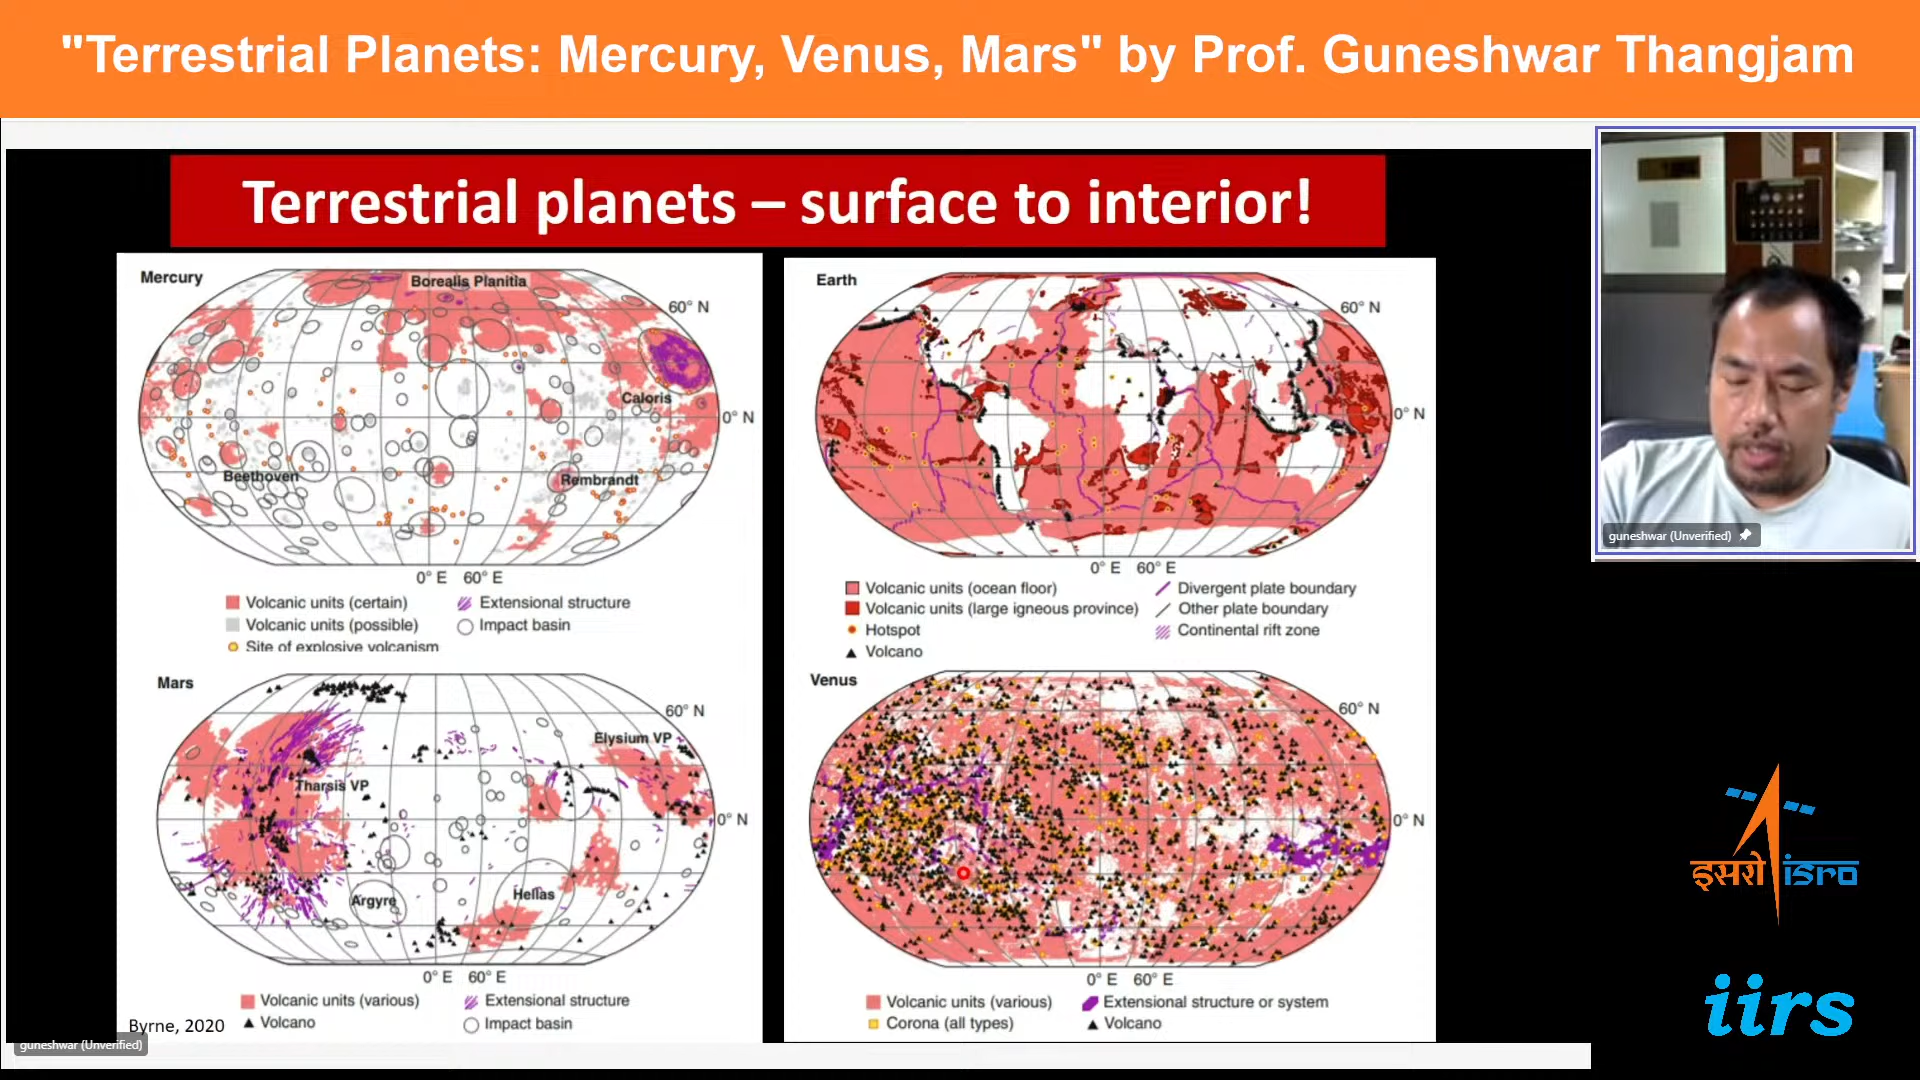 "Terrestrial Planets: Mercury, Venus, Mars" by Prof. Guneshwar Thangjam
Terrestrial planets – surface to interior!
Mercury
Borealis Planitia
60° N
Caloris
0° N
Beethoven
Rembrandt
0° E 60° E
Volcanic units (certain)
Extensional structure
Volcanic units (possible)
Impact basin
Site of explosive volcanism
Earth
60° N
0° N
0° E 60° E
Volcanic units (ocean floor)
Divergent plate boundary
Volcanic units (large igneous province)
Other plate boundary
Hotspot
Continental rift zone
Volcano
Mars
60° N
Elysium VP
Tharsis VP
0° N
Argyre
Hellas
0° E 60° E
Volcanic units (various)
Extensional structure
Volcano
Impact basin
Byrne, 2020
Venus
60° N
0° N
0° E 60° E
Volcanic units (various)
Extensional structure or system
Corona (all types)
Volcano
guneshwar (Unverified)
guneshwar (Unverified)
इसरो isro
iirs